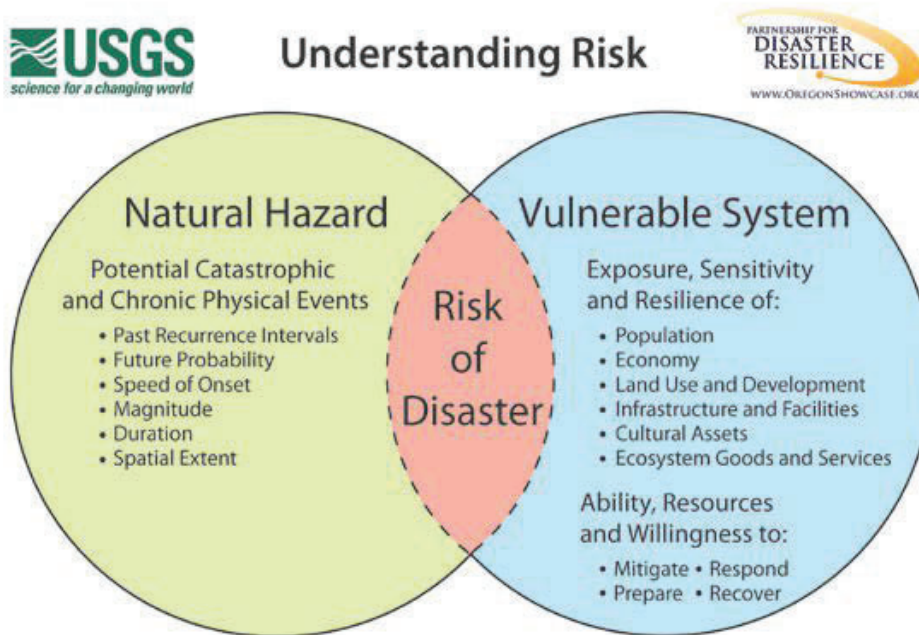 USGS
science for a changing world
Understanding Risk
PARTNERSHIP FOR
DISASTER
RESILIENCE
WWW.OREGONSHOWCASE.ORG
Natural Hazard
Potential Catastrophic
and Chronic Physical Events
• Past Recurrence Intervals
• Future Probability
• Speed of Onset
• Magnitude
• Duration
• Spatial Extent
Risk
of
Disaster
Vulnerable System
Exposure, Sensitivity
and Resilience of:
• Population
• Economy
• Land Use and Development
• Infrastructure and Facilities
• Cultural Assets
• Ecosystem Goods and Services
Ability, Resources
and Willingness to:
• Mitigate • Respond
• Prepare • Recover